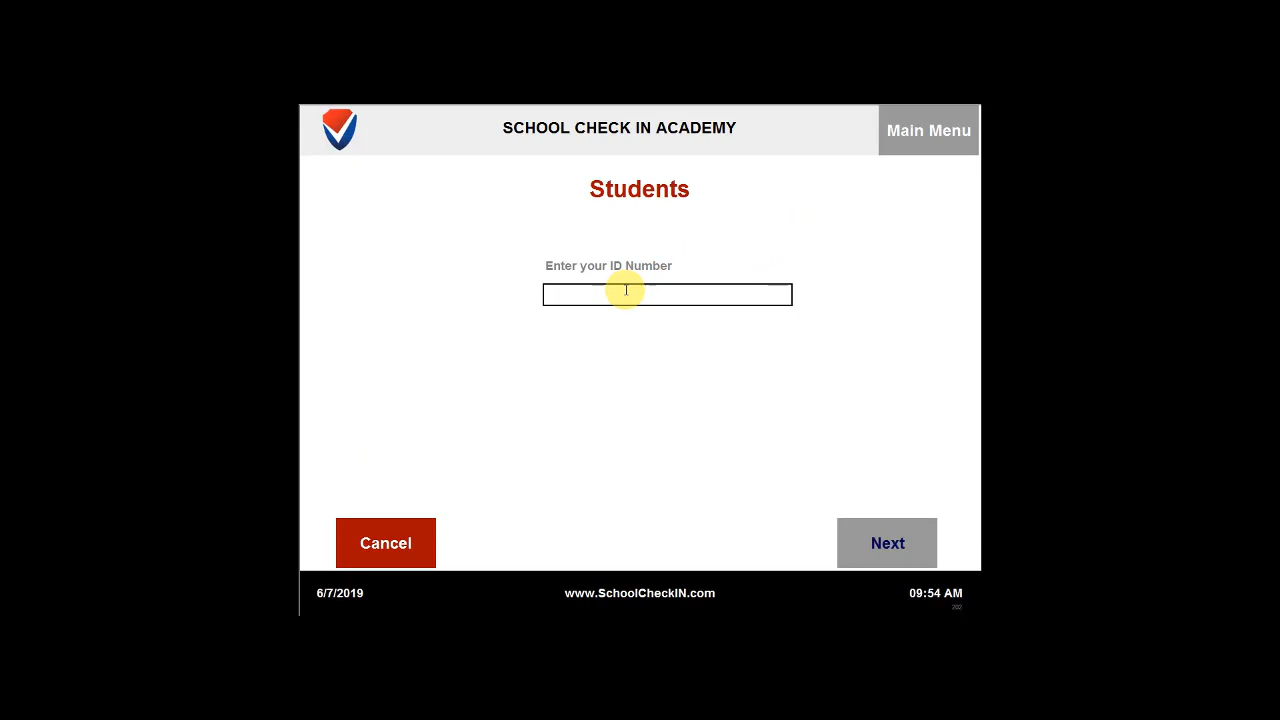 SCHOOL CHECK IN ACADEMY
Main Menu
Students
Enter your ID Number
Cancel
Next
6/7/2019
www.SchoolCheckIN.com
09:54 AM
202